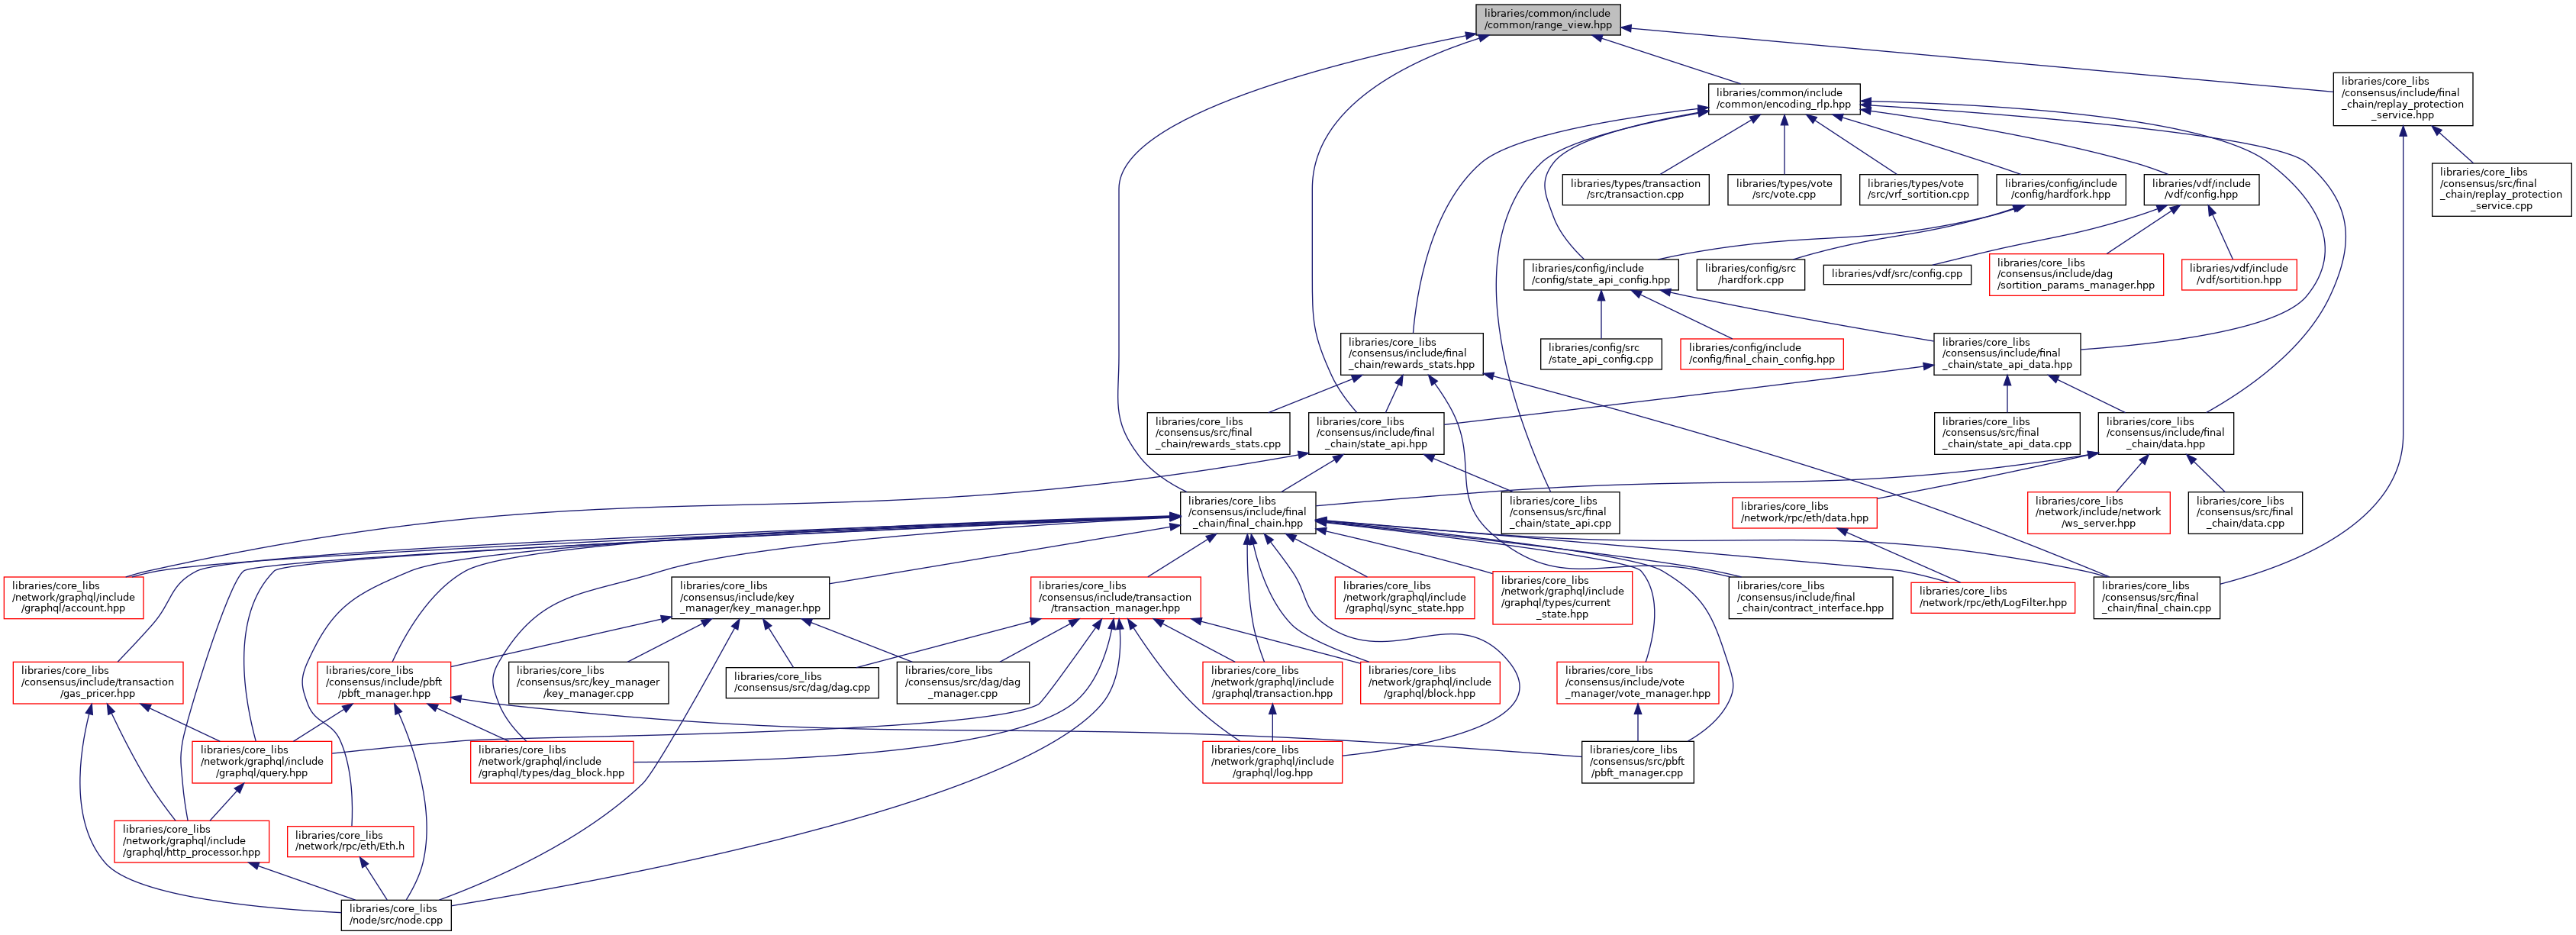 libraries/common/include
/common/range_view.hpp
libraries/core_libs
/consensus/include/final
_chain/replay_protection
_service.hpp
libraries/common/include
/common/encoding_rlp.hpp
libraries/core_libs
/consensus/src/final
_chain/replay_protection
_service.cpp
libraries/types/transaction
/src/transaction.cpp
libraries/types/vote
/src/vote.cpp
libraries/types/vote
/src/vrf_sortition.cpp
libraries/config/include
/config/hardfork.hpp
libraries/vdf/include
/vdf/config.hpp
libraries/config/include
/config/state_api_config.hpp
libraries/config/src
/hardfork.cpp
libraries/vdf/src/config.cpp
libraries/core_libs
/consensus/include/dag
/sortition_params_manager.hpp
libraries/vdf/include
/vdf/sortition.hpp
libraries/core_libs
/consensus/include/final
_chain/rewards_stats.hpp
libraries/config/src
/state_api_config.cpp
libraries/config/include
/config/final_chain_config.hpp
libraries/core_libs
/consensus/include/final
_chain/state_api_data.hpp
libraries/core_libs
/consensus/src/final
_chain/rewards_stats.cpp
libraries/core_libs
/consensus/include/final
_chain/state_api.hpp
libraries/core_libs
/consensus/src/final
_chain/state_api_data.cpp
libraries/core_libs
/consensus/include/final
_chain/data.hpp
libraries/core_libs
/consensus/include/final
_chain/final_chain.hpp
libraries/core_libs
/consensus/src/final
_chain/state_api.cpp
libraries/core_libs
/network/rpc/eth/data.hpp
libraries/core_libs
/network/include/network
/ws_server.hpp
libraries/core_libs
/consensus/src/final
_chain/data.cpp
libraries/core_libs
/network/graphql/include
/graphql/account.hpp
libraries/core_libs
/consensus/include/key
_manager/key_manager.hpp
libraries/core_libs
/consensus/include/transaction
/transaction_manager.hpp
libraries/core_libs
/network/graphql/include
/graphql/sync_state.hpp
libraries/core_libs
/network/graphql/include
/graphql/types/current
_state.hpp
libraries/core_libs
/consensus/include/final
_chain/contract_interface.hpp
libraries/core_libs
/network/rpc/eth/LogFilter.hpp
libraries/core_libs
/consensus/src/final
_chain/final_chain.cpp
libraries/core_libs
/consensus/include/transaction
/gas_pricer.hpp
libraries/core_libs
/consensus/include/pbft
/pbft_manager.hpp
libraries/core_libs
/consensus/src/key_manager
/key_manager.cpp
libraries/core_libs
/consensus/src/dag/dag.cpp
libraries/core_libs
/consensus/src/dag/dag
_manager.cpp
libraries/core_libs
/network/graphql/include
/graphql/transaction.hpp
libraries/core_libs
/network/graphql/include
/graphql/block.hpp
libraries/core_libs
/consensus/include/vote
_manager/vote_manager.hpp
libraries/core_libs
/network/graphql/include
/graphql/query.hpp
libraries/core_libs
/network/graphql/include
/graphql/types/dag_block.hpp
libraries/core_libs
/network/graphql/include
/graphql/log.hpp
libraries/core_libs
/consensus/src/pbft
/pbft_manager.cpp
libraries/core_libs
/network/graphql/include
/graphql/http_processor.hpp
libraries/core_libs
/network/rpc/eth/Eth.h
libraries/core_libs
/node/src/node.cpp